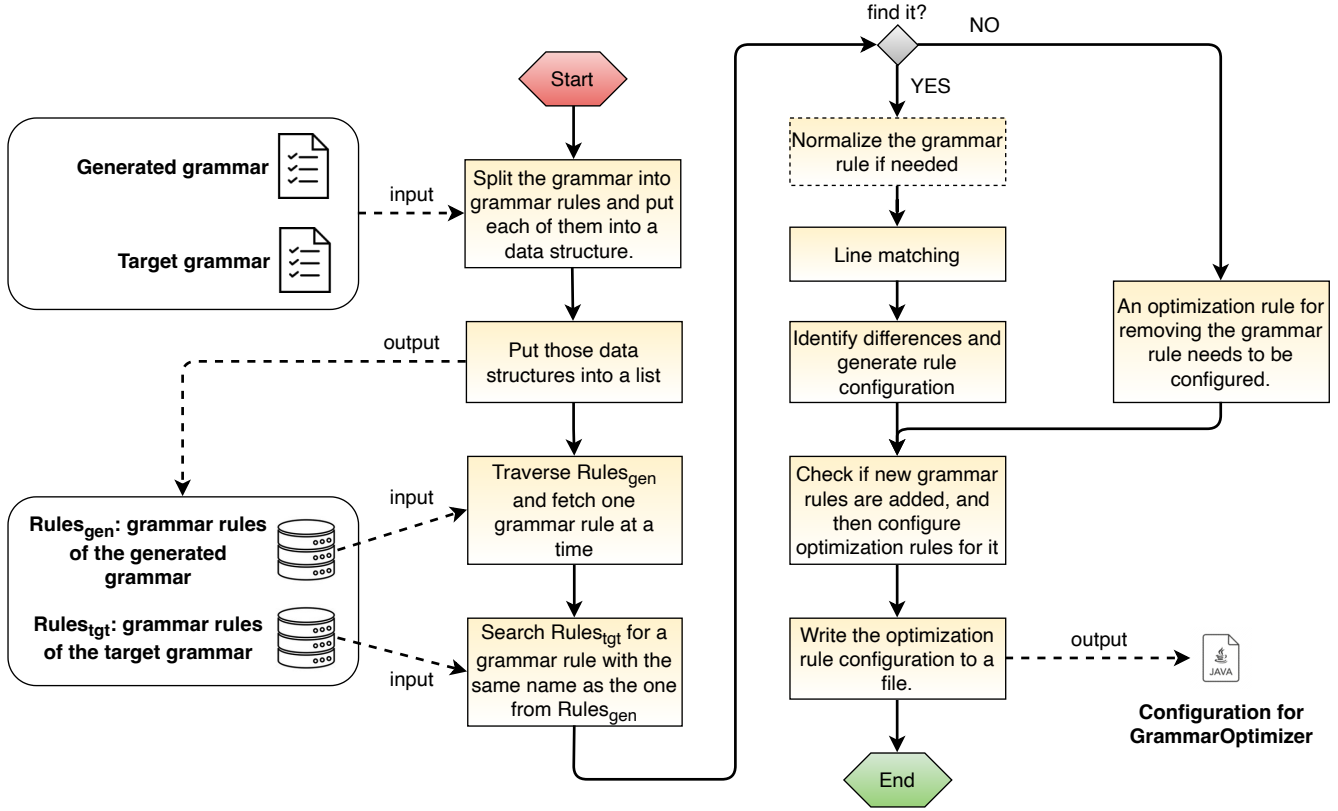 Start
Generated grammar
Target grammar
input
Split the grammar into
grammar rules and put
each of them into a
data structure.
output
Put those data
structures into a list
Rulesgen: grammar rules
of the generated
grammar
Rulestgt: grammar rules
of the target grammar
input
Traverse Rulesgen
and fetch one
grammar rule at a
time
input
Search Rulestgt for a
grammar rule with the
same name as the one
from Rulesgen
find it?
NO
YES
Normalize the grammar
rule if needed
Line matching
Identify differences and
generate rule
configuration
An optimization rule for
removing the grammar
rule needs to be
configured.
Check if new grammar
rules are added, and
then configure
optimization rules for it
Write the optimization
rule configuration to a
file.
output
JAVA
Configuration for
GrammarOptimizer
End